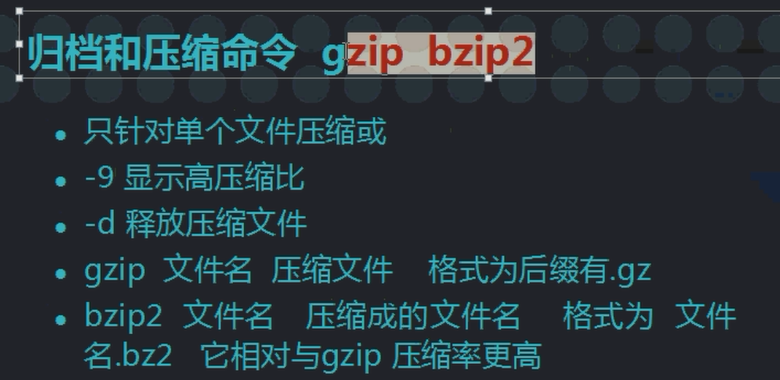 归档和压缩命令 gzip bzip2
只针对单个文件压缩或
-9 显示高压缩比
-d 释放压缩文件
gzip 文件名 压缩文件 格式为后缀有.gz
bzip2 文件名 压缩成的文件名 格式为 文件
名.bz2 它相对与gzip 压缩率更高